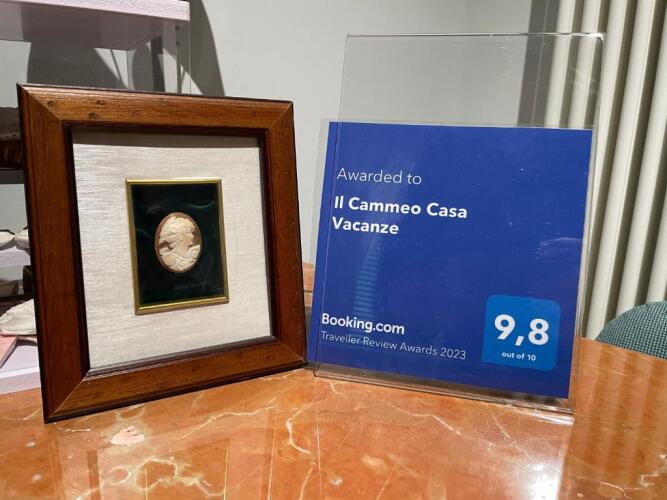 Awarded to
Il Cammeo Casa
Vacanze
Booking.com
Traveller Review Awards 2023
9,8
out of 10